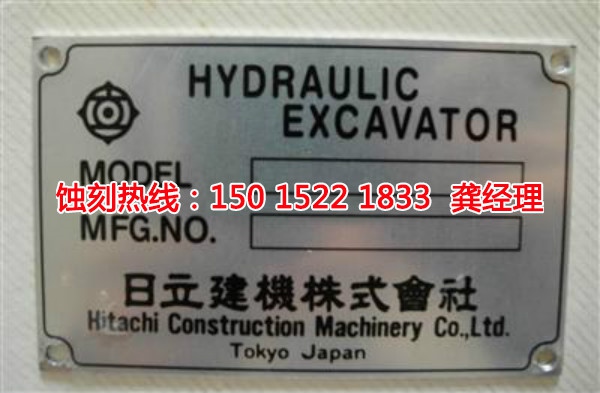 HYDRAULIC
EXCAVATOR
MODEL
蚀刻热线：150 1522 1833 龚经理
MFG.NO.
日立建機株式會社
Hitachi Construction Machinery Co.,Ltd.
Tokyo Japan